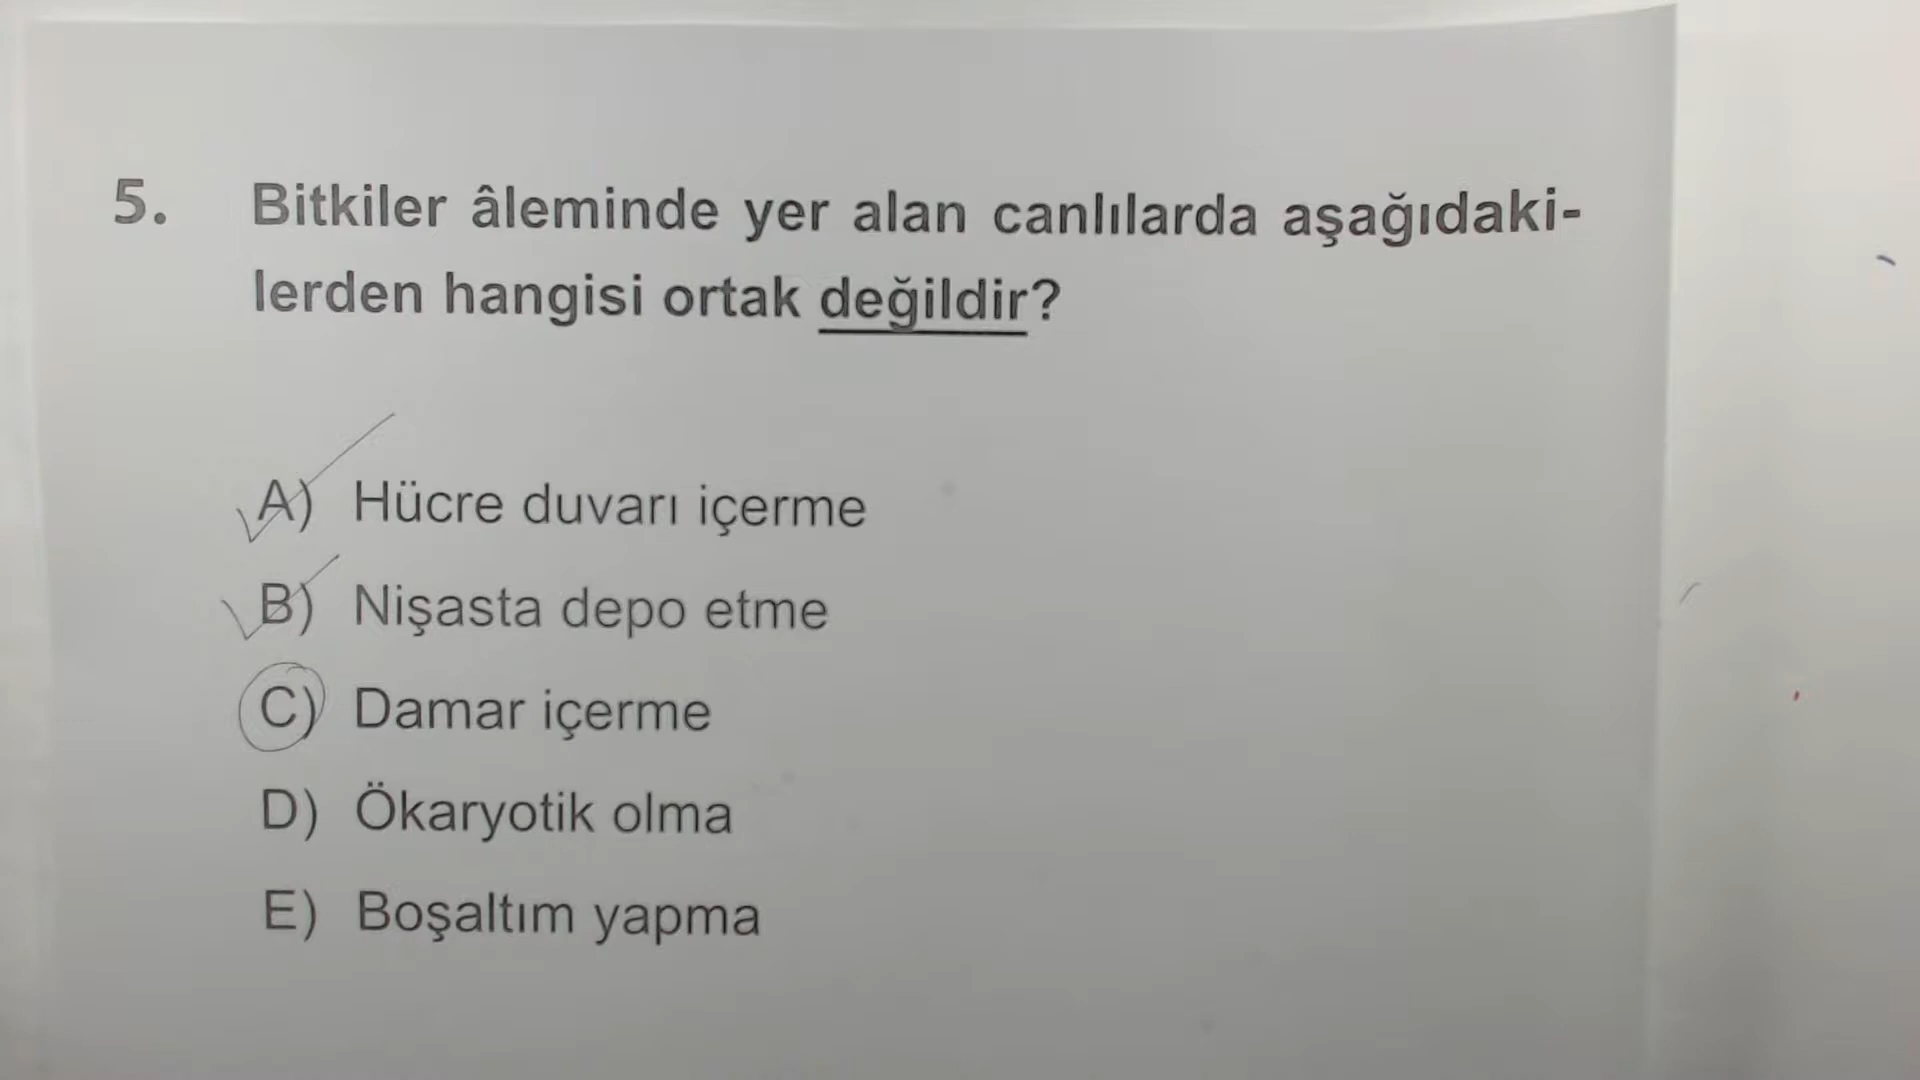 5. Bitkiler âleminde yer alan canlılarda aşağıdaki-
lerden hangisi ortak değildir?
A) Hücre duvarı içerme
B) Nişasta depo etme
C) Damar içerme
D) Ökaryotik olma
E) Boşaltım yapma